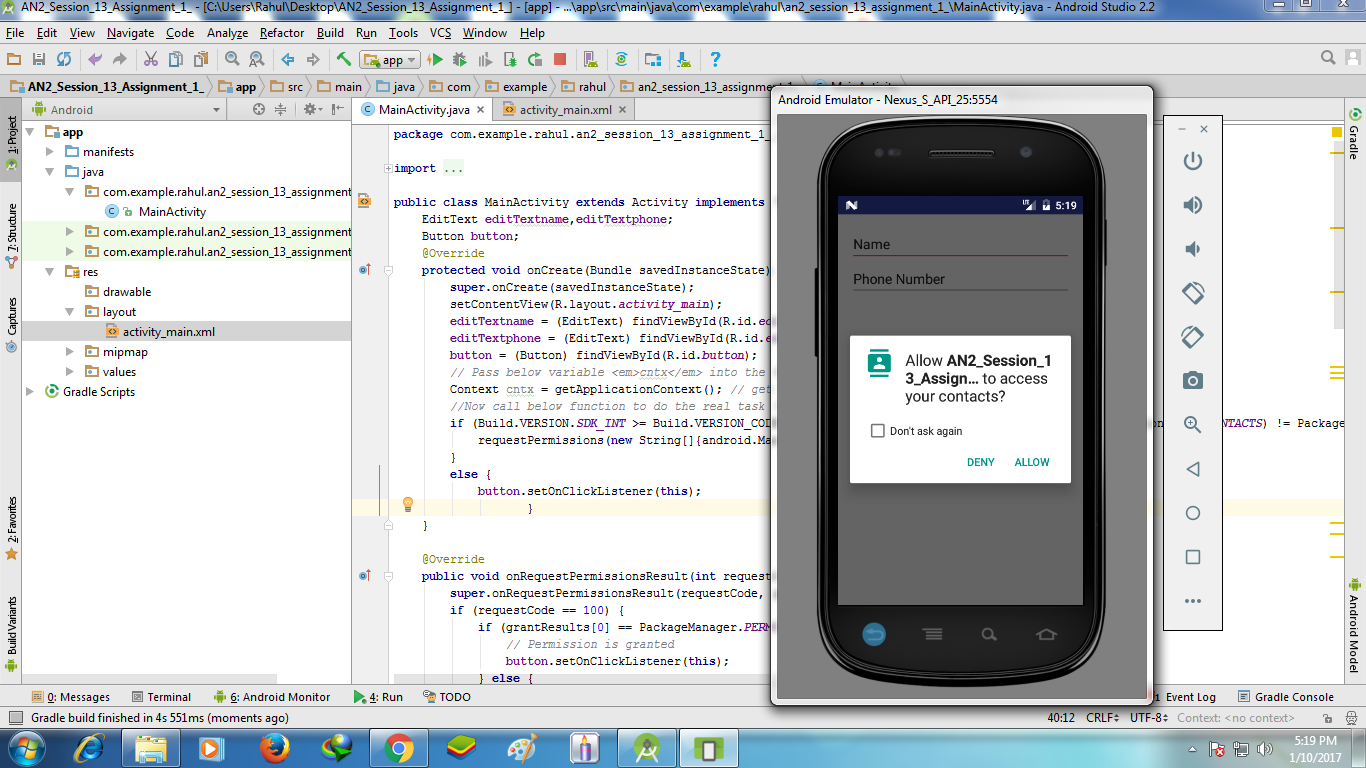 AN2_Session_13_Assignment_1_ - [C:\Users\Rahul\Desktop\AN2_Session_13_Assignment_1_] - [app] - ...\app\src\main\java\com\example\rahul\an2_session_13_assignment_1_\MainActivity.java - Android Studio 2.2
File Edit View Navigate Code Analyze Refactor Build Run Tools VCS Window Help
app
AN2_Session_13_Assignment_1_ app src main java com example rahul an2_session_13_assignment_1_ MainActivity
Android
MainActivity.java activity_main.xml
1: Project
7: Structure
Captures
2: Favorites
Build Variants
app
manifests
java
com.example.rahul.an2_session_13_assignment
MainActivity
com.example.rahul.an2_session_13_assignment
com.example.rahul.an2_session_13_assignment
res
drawable
layout
activity_main.xml
mipmap
values
Gradle Scripts
package com.example.rahul.an2_session_13_assignment_1_
import ...
public class MainActivity extends Activity implements
EditText editTextname,editTextphone;
Button button;
@Override
protected void onCreate(Bundle savedInstanceState)
super.onCreate(savedInstanceState);
setContentView(R.layout.activity_main);
editTextname = (EditText) findViewById(R.id.ed
editTextphone = (EditText) findViewById(R.id.e
button = (Button) findViewById(R.id.button);
// Pass below variable <em>cntx</em> into the
Context cntx = getApplicationContext(); // get
//Now call below function to do the real task
if (Build.VERSION.SDK_INT >= Build.VERSION_COD
NTACTS) != Package
requestPermissions(new String[]{android.Ma
}
else {
button.setOnClickListener(this);
}
}
@Override
public void onRequestPermissionsResult(int request
super.onRequestPermissionsResult(requestCode,
if (requestCode == 100) {
if (grantResults[0] == PackageManager.PERM
// Permission is granted
button.setOnClickListener(this);
} else {
Android Emulator - Nexus_S_API_25:5554
LTE 5:19
Name
Phone Number
Allow AN2_Session_1
3_Assign... to access
your contacts?
Don't ask again
DENY ALLOW
Gradle
Android Model
0: Messages Terminal 6: Android Monitor 4: Run TODO
1 Event Log Gradle Console
Gradle build finished in 4s 551ms (moments ago)
40:12 CRLF UTF-8 Context: <no context>
5:19 PM
1/10/2017